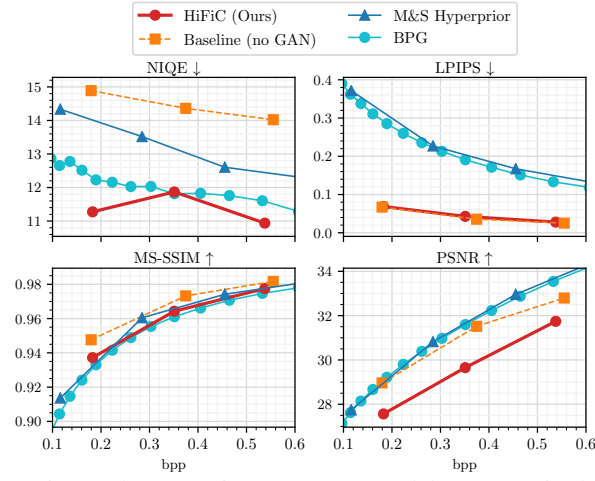 HiFiC (Ours)
Baseline (no GAN)
M&S Hyperprior
BPG
NIQE ↓
15
14
13
12
11
LPIPS ↓
0.4
0.3
0.2
0.1
0.0
MS-SSIM ↑
0.98
0.96
0.94
0.92
0.90
0.1 0.2 0.3 0.4 0.5 0.6
bpp
PSNR ↑
34
32
30
28
0.1 0.2 0.3 0.4 0.5 0.6
bpp